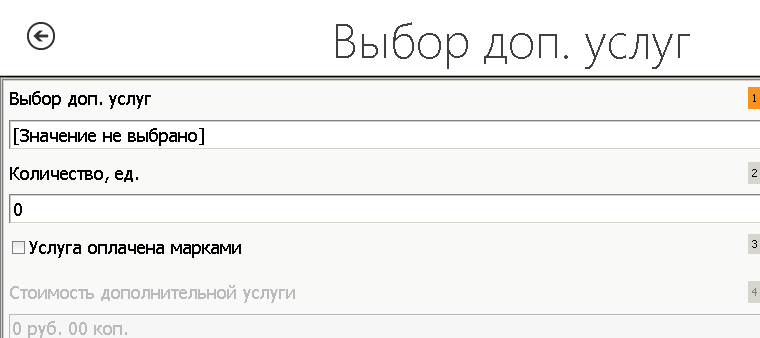 Выбор доп. услуг
Выбор доп. услуг 1
[Значение не выбрано]
Количество, ед. 2
0
Услуга оплачена марками 3
Стоимость дополнительной услуги 4
0 руб. 00 коп.